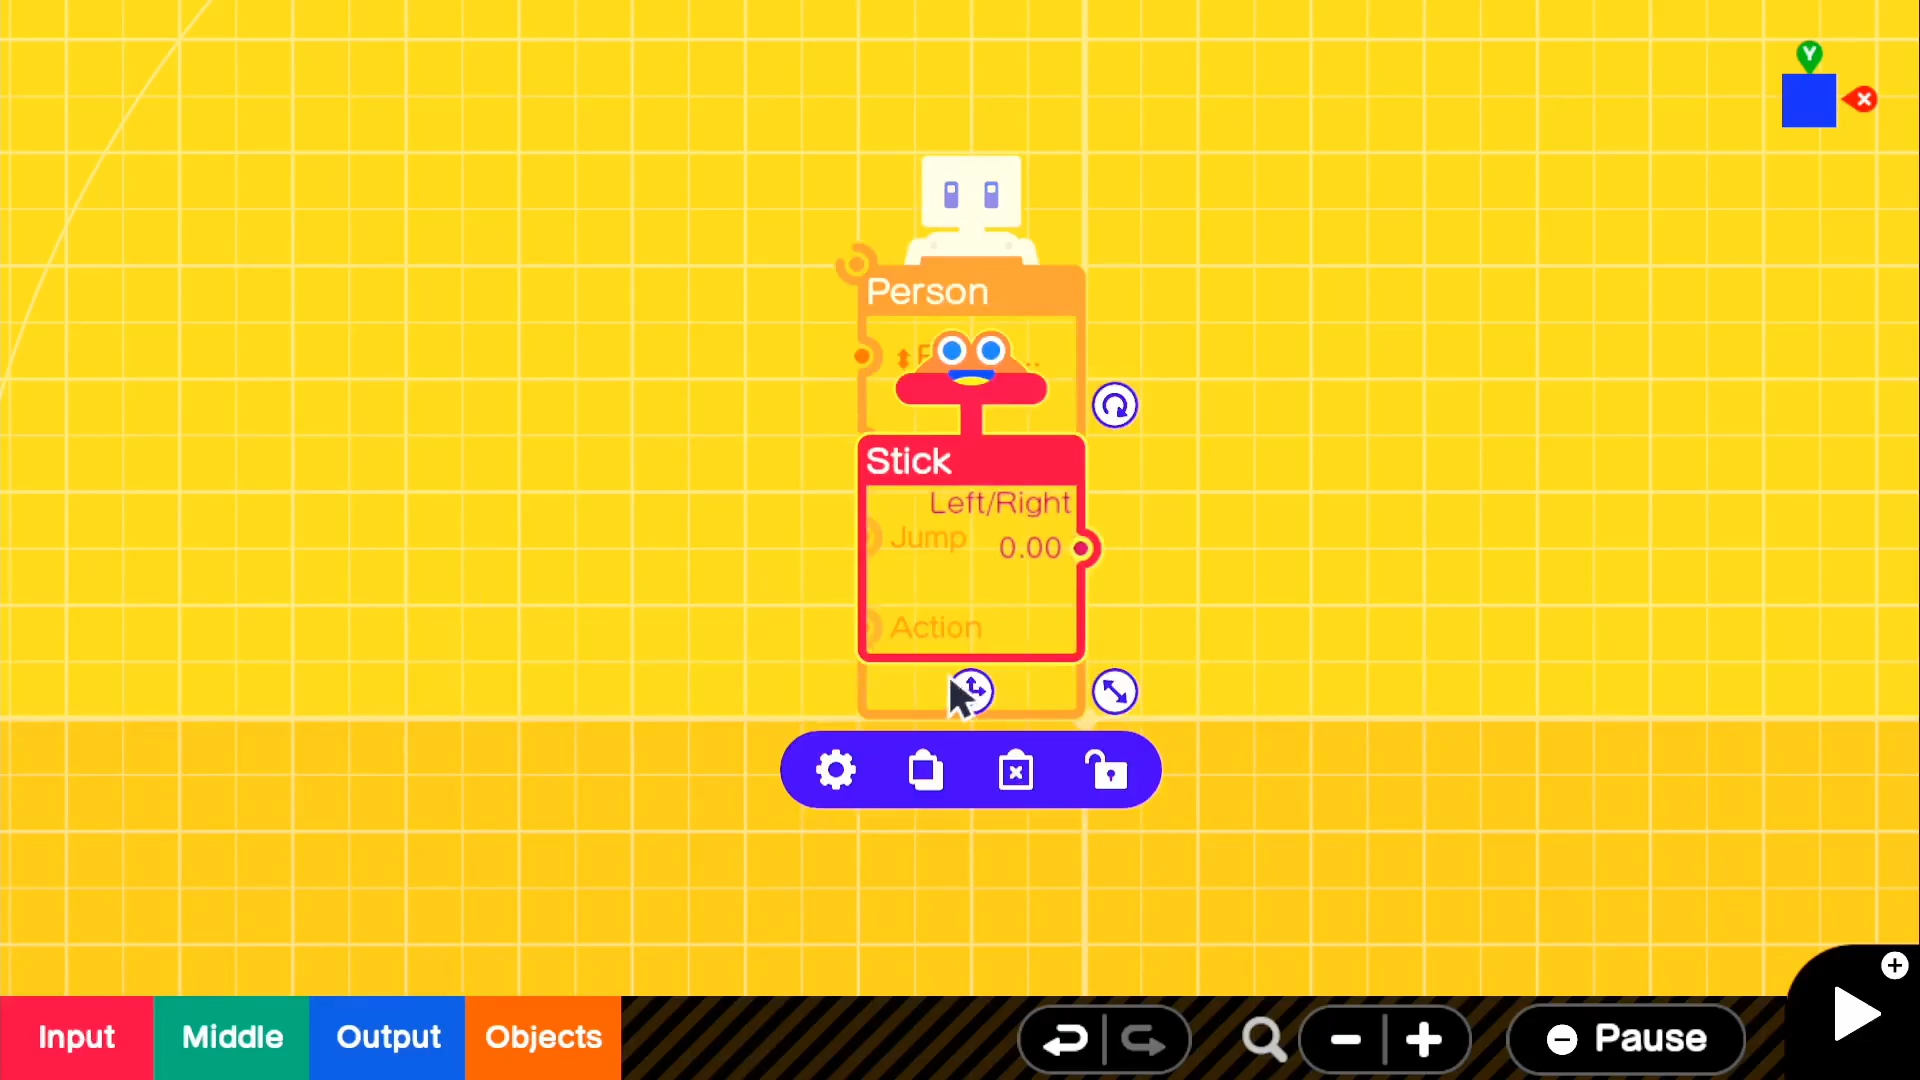 Y
X
Person
Stick
Left/Right
Jump
0.00
Action
Input
Middle
Output
Objects
Pause